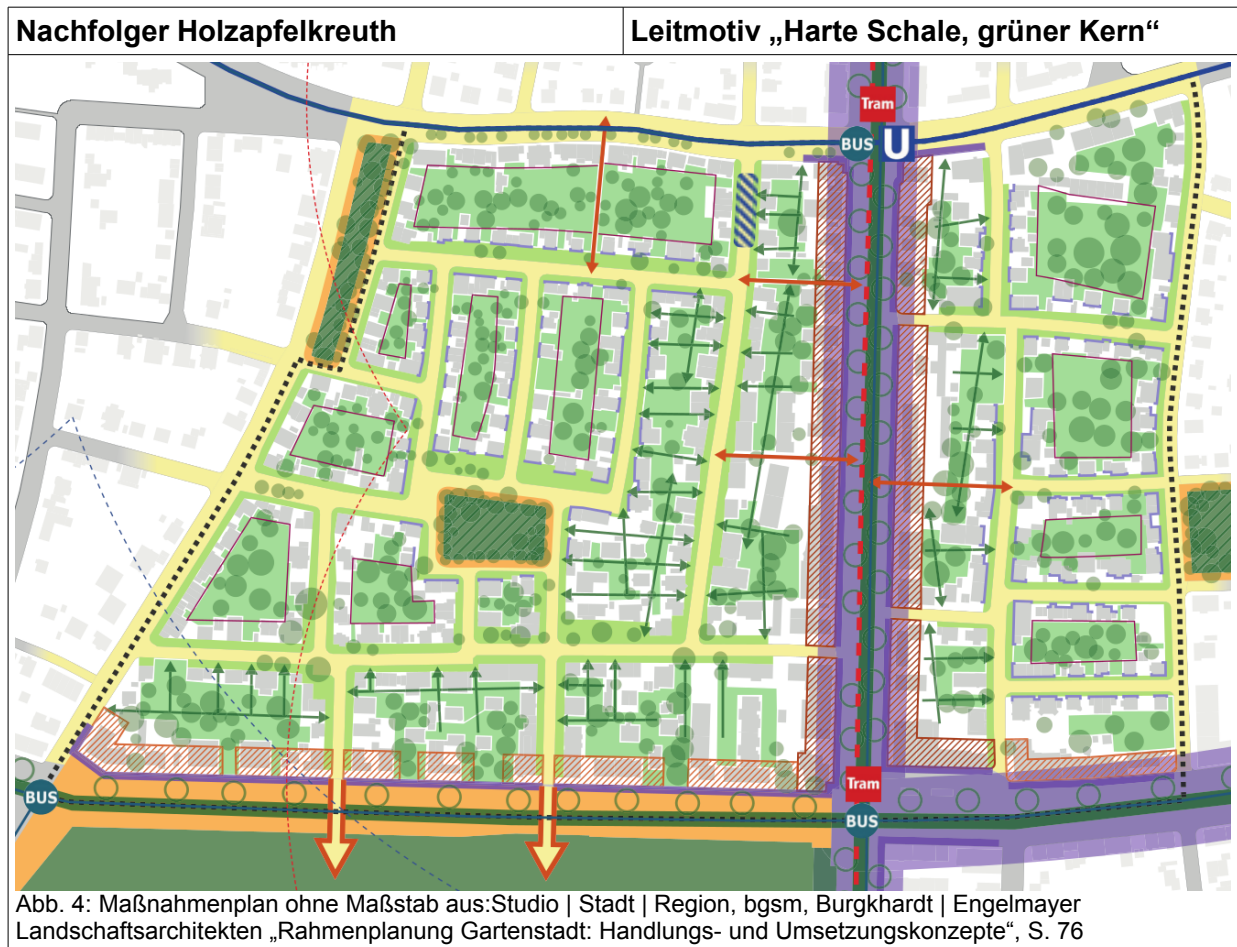 Nachfolger Holzapfelkreuth
Leitmotiv „Harte Schale, grüner Kern“
Tram
BUS
U
Tram
BUS
BUS
Abb. 4: Maßnahmenplan ohne Maßstab aus:Studio | Stadt | Region, bgsm, Burgkhardt | Engelmayer
Landschaftsarchitekten „Rahmenplanung Gartenstadt: Handlungs- und Umsetzungskonzepte“, S. 76